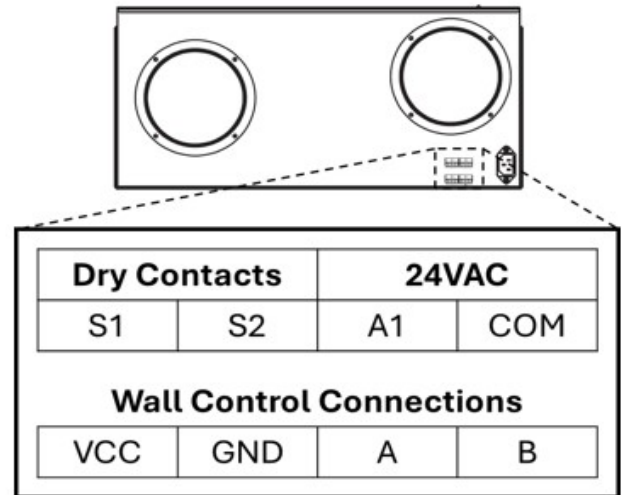 Dry Contacts 24VAC
S1 S2 A1 COM
Wall Control Connections
VCC GND A B